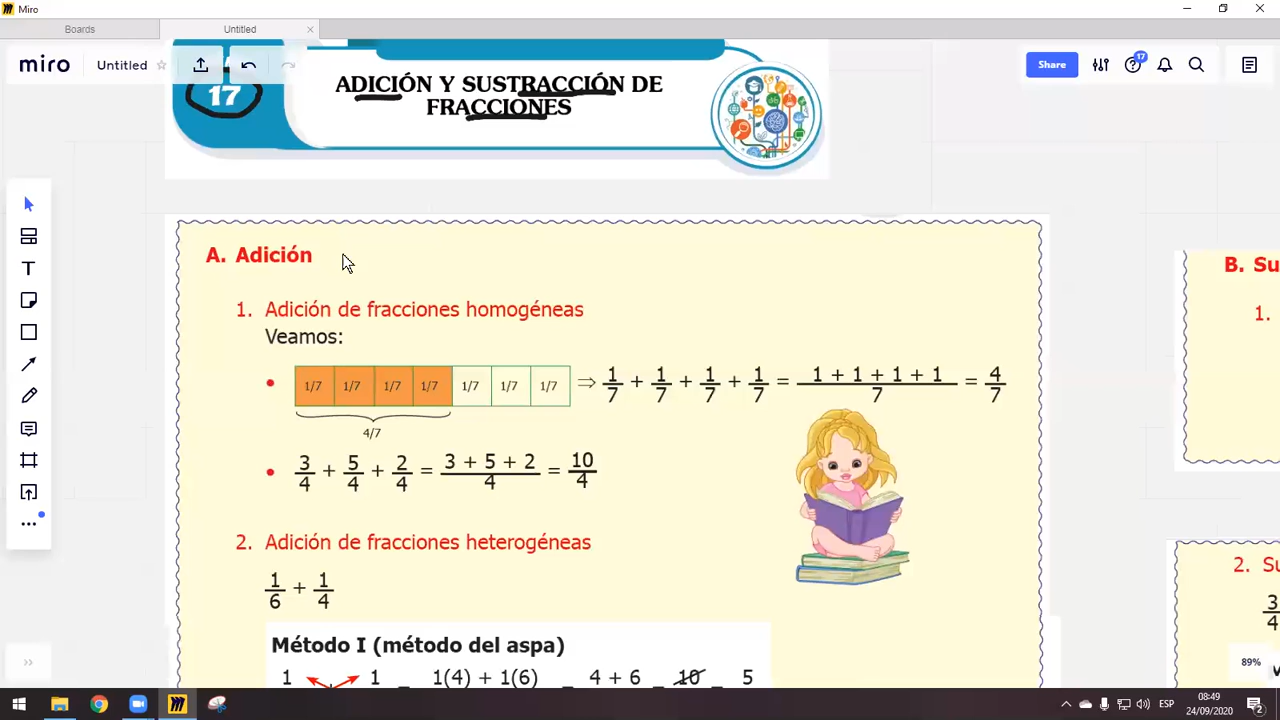 Miro
Boards
Untitled
miro
Untitled
Share
17
17
ADICIÓN Y SUSTRACCIÓN DE
FRACCIONES
A. Adición
1. Adición de fracciones homogéneas
Veamos:
1/7 1/7 1/7 1/7 1/7 1/7 1/7 ⇒ 1/7 + 1/7 + 1/7 + 1/7 = 1 + 1 + 1 + 1/7 = 4/7
4/7
• 3/4 + 5/4 + 2/4 = 3 + 5 + 2/4 = 10/4
2. Adición de fracciones heterogéneas
1/6 + 1/4
Método I (método del aspa)
1 1 = 1(4) + 1(6) = 4 + 6 = 10 = 5
B. Su
1.
2. Su
3/4
89%
ESP
08:49
24/09/2020
2